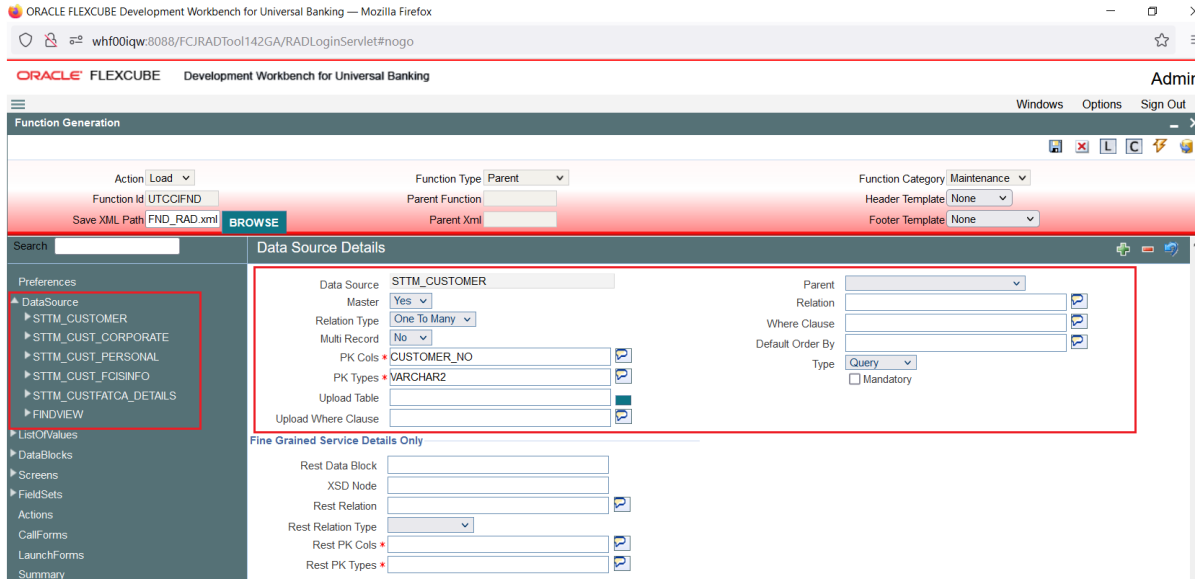 ORACLE FLEXCUBE Development Workbench for Universal Banking — Mozilla Firefox
whf00iqw:8088/FCJRADTool142GA/RADLoginServlet#nogo
ORACLE FLEXCUBE Development Workbench for Universal Banking
Admin
Windows Options Sign Out
Function Generation
L C
Action Load Function Type Parent Function Category Maintenance
Function Id UTCCIFND Parent Function Header Template None
Save XML Path FND_RAD.xml BROWSE Parent Xml Footer Template None
Search
Data Source Details
Preferences
DataSource
STTM_CUSTOMER
STTM_CUST_CORPORATE
STTM_CUST_PERSONAL
STTM_CUST_FCISINFO
STTM_CUSTFATCA_DETAILS
FINDVIEW
ListOfValues
DataBlocks
Screens
FieldSets
Actions
CallForms
LaunchForms
Summary
Data Source STTM_CUSTOMER Parent
Master Yes Relation
Relation Type One To Many Where Clause
Multi Record No Default Order By
PK Cols * CUSTOMER_NO Type Query
PK Types * VARCHAR2 Mandatory
Upload Table
Upload Where Clause
Fine Grained Service Details Only
Rest Data Block
XSD Node
Rest Relation
Rest Relation Type
Rest PK Cols *
Rest PK Types *